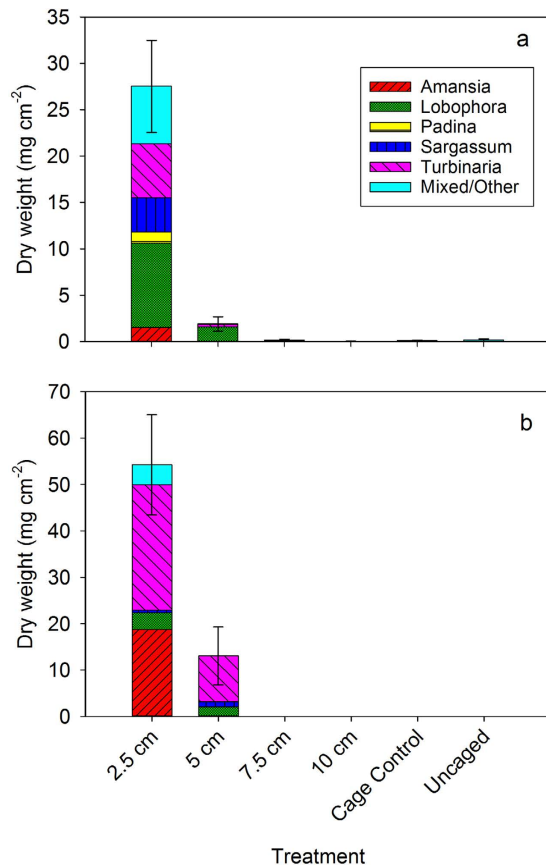 35
30
25
20
15
10
5
0
Dry weight (mg cm⁻²)
a
Amansia
Lobophora
Padina
Sargassum
Turbinaria
Mixed/Other
70
60
50
40
30
20
10
0
Dry weight (mg cm⁻²)
b
2.5 cm
5 cm
7.5 cm
10 cm
Cage Control
Uncaged
Treatment